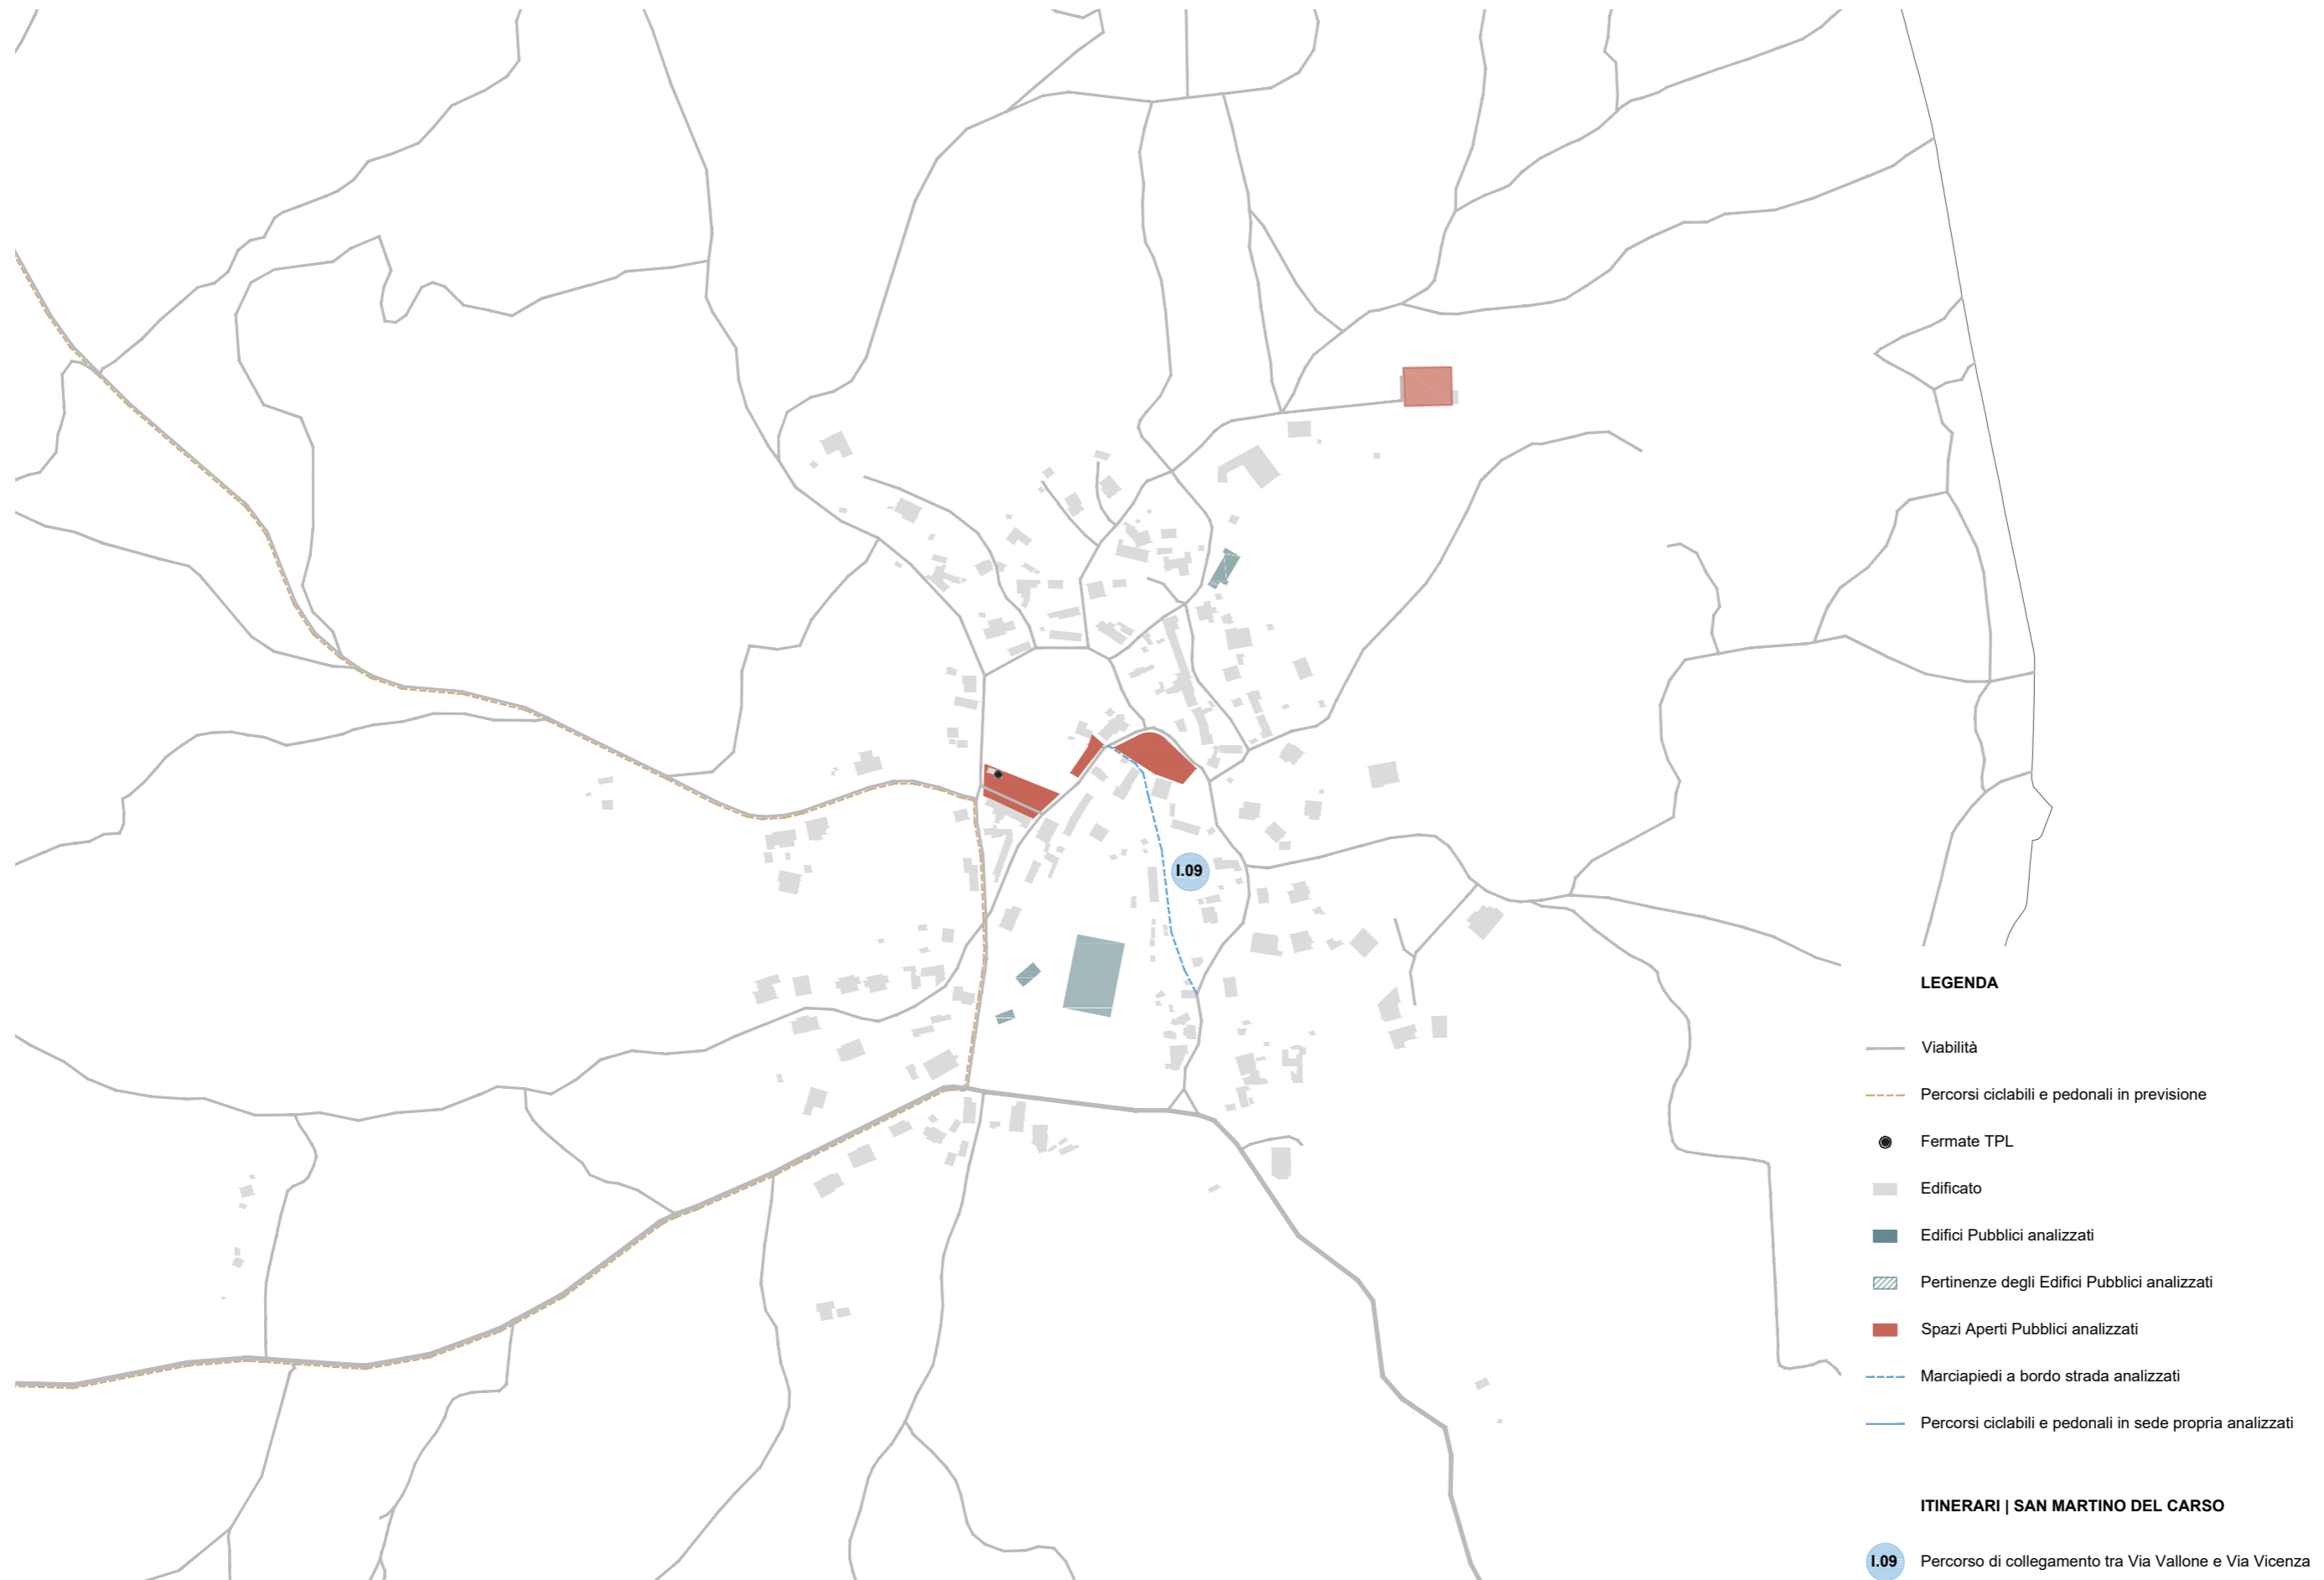 I.09
LEGENDA
Viabilità
Percorsi ciclabili e pedonali in previsione
Fermate TPL
Edificato
Edifici Pubblici analizzati
Pertinenze degli Edifici Pubblici analizzati
Spazi Aperti Pubblici analizzati
Marciapiedi a bordo strada analizzati
Percorsi ciclabili e pedonali in sede propria analizzati
ITINERARI | SAN MARTINO DEL CARSO
I.09 Percorso di collegamento tra Via Vallone e Via Vicenza